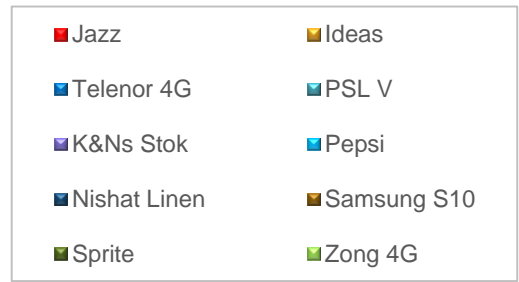 Jazz Ideas
Telenor 4G PSL V
K&Ns Stok Pepsi
Nishat Linen Samsung S10
Sprite Zong 4G